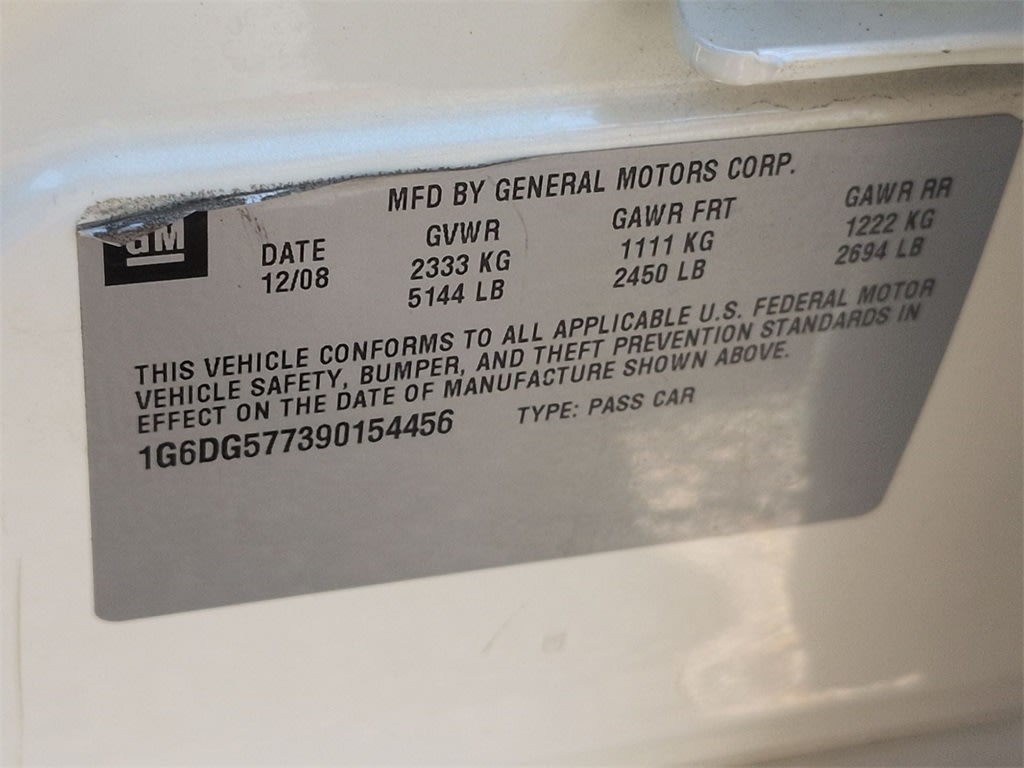 MFD BY GENERAL MOTORS CORP.
GM
DATE
12/08
GVWR
2333 KG
5144 LB
GAWR FRT
1111 KG
2450 LB
GAWR RR
1222 KG
2694 LB
THIS VEHICLE CONFORMS TO ALL APPLICABLE U.S. FEDERAL MOTOR
VEHICLE SAFETY, BUMPER, AND THEFT PREVENTION STANDARDS IN
EFFECT ON THE DATE OF MANUFACTURE SHOWN ABOVE.
1G6DG577390154456 TYPE: PASS CAR